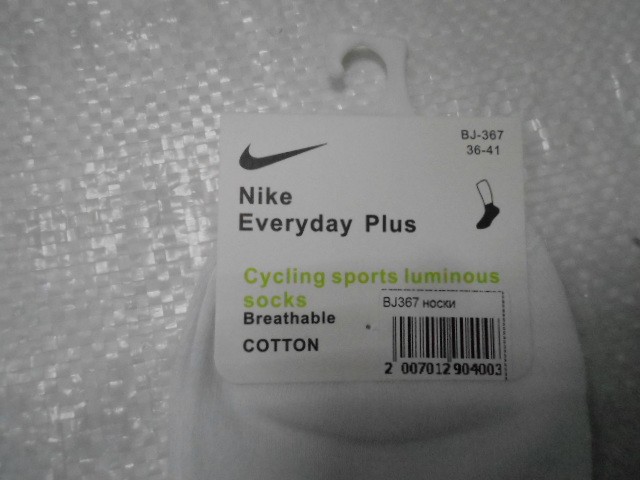 BJ-367
36-41
Nike
Everyday Plus
Cycling sports luminous
socks
Breathable
COTTON
BJ367 носки
2 007012 904003